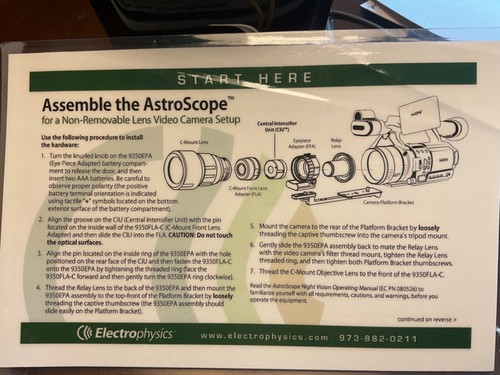 START HERE
Assemble the AstroScope™
for a Non-Removable Lens Video Camera Setup
Use the following procedure to install
the hardware:
1. Turn the knurled knob on the 9350EPA
(Eye Piece Adapter) battery compart-
ment to release the door, and then
insert two AAA batteries. Be careful to
observe proper polarity (the positive
battery terminal orientation is indicated
using tactile "+" symbols located on the bottom
exterior surface of the battery compartment).
2. Align the groove on the CIU (Central Intensifier Unit) with the pin
located on the inside wall of the 9350FLA-C (C-Mount Front Lens
Adapter) and then slide the CIU into the FLA. CAUTION: Do not touch
the optical surfaces.
3. Align the pin located on the inside ring of the 9350EPA with the hole
positioned on the rear face of the CIU and then fasten the 9350FLA-C
onto the 9350EPA by tightening the threaded ring (face the
9350FLA-C forward and then gently turn the 9350EPA ring clockwise).
4. Thread the Relay Lens to the back of the 9350EPA and then mount the
9350EPA assembly to the top-front of the Platform Bracket by loosely
threading the captive thumbscrew (the 9350EPA assembly should
slide easily on the Platform Bracket).
C-Mount Lens
Central Intensifier
Unit (CIU™)
C-Mount Front Lens
Adapter (FLA)
Eyepiece
Adapter (EPA)
Relay
Lens
HDV
Camera Platform Bracket
5. Mount the camera to the rear of the Platform Bracket by loosely
threading the captive thumbscrew into the camera's tripod mount.
6. Gently slide the 9350EPA assembly back to mate the Relay Lens
with the video camera's filter thread mount, tighten the Relay Lens
threaded ring, and then tighten both Platform Bracket thumbscrews.
7. Thread the C-Mount Objective Lens to the front of the 9350FLA-C.
Read the AstroScope Night Vision Operating Manual (EC PN 080526) to
familiarize yourself with all requirements, cautions, and warnings, before you
operate the equipment.
continued on reverse >
Electrophysics
www.electrophysics.com 973-882-0211